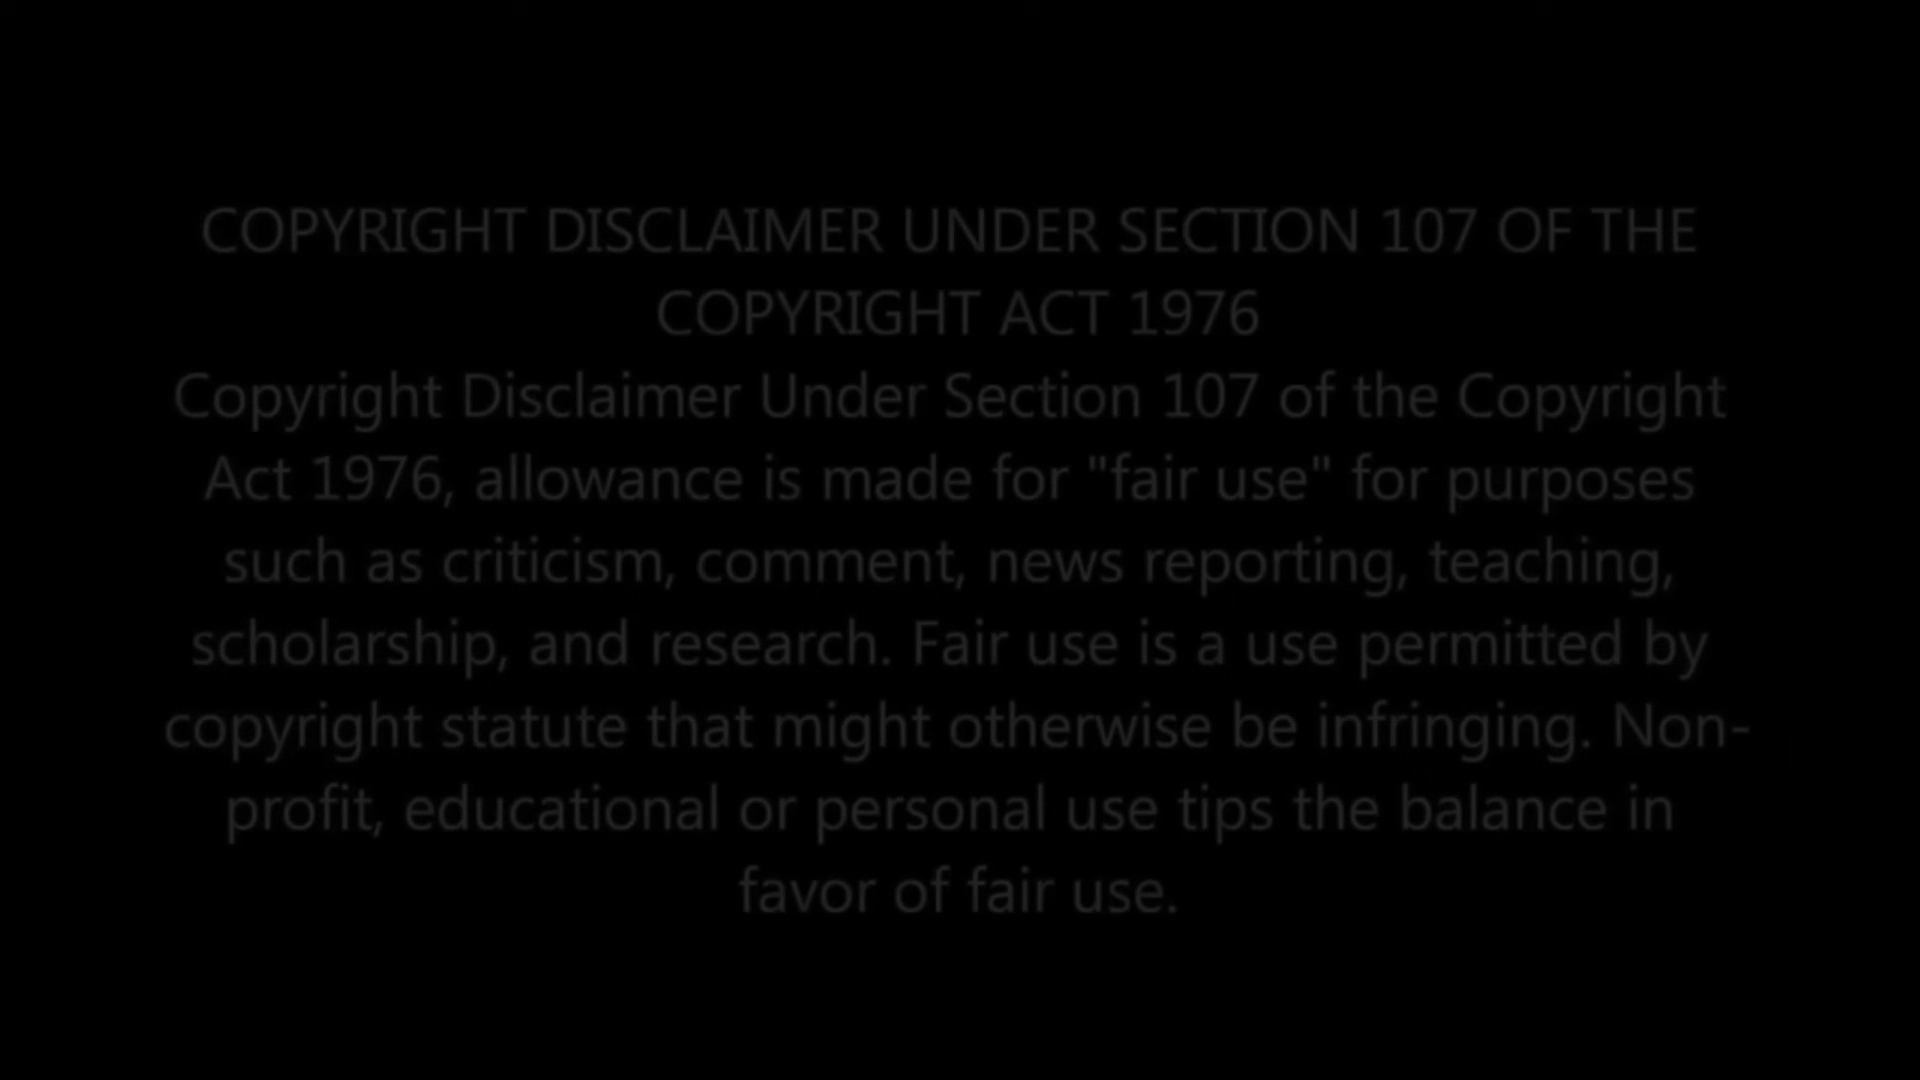 COPYRIGHT DISCLAIMER UNDER SECTION 107 OF THE
COPYRIGHT ACT 1976
Copyright Disclaimer Under Section 107 of the Copyright
Act 1976, allowance is made for "fair use" for purposes
such as criticism, comment, news reporting, teaching,
scholarship, and research. Fair use is a use permitted by
copyright statute that might otherwise be infringing. Non-
profit, educational or personal use tips the balance in
favor of fair use.